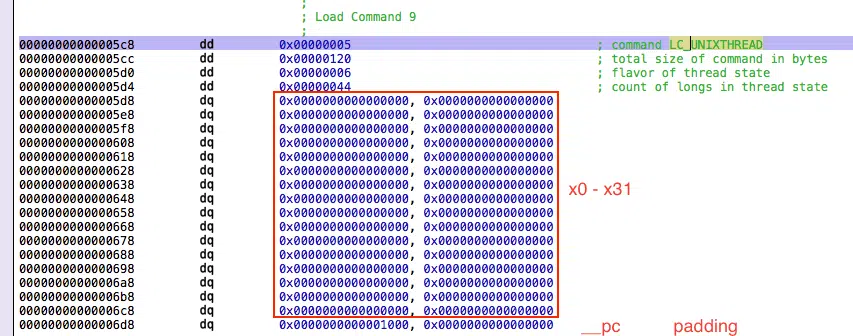 ;
; Load Command 9
;
00000000000005c8 dd 0x00000005 ; command LC_UNIXTHREAD
00000000000005cc dd 0x00000120 ; total size of command in bytes
00000000000005d0 dd 0x00000006 ; flavor of thread state
00000000000005d4 dd 0x00000044 ; count of longs in thread state
00000000000005d8 dq 0x0000000000000000, 0x0000000000000000
00000000000005e8 dq 0x0000000000000000, 0x0000000000000000
00000000000005f8 dq 0x0000000000000000, 0x0000000000000000
0000000000000608 dq 0x0000000000000000, 0x0000000000000000
0000000000000618 dq 0x0000000000000000, 0x0000000000000000
0000000000000628 dq 0x0000000000000000, 0x0000000000000000
0000000000000638 dq 0x0000000000000000, 0x0000000000000000 x0 - x31
0000000000000648 dq 0x0000000000000000, 0x0000000000000000
0000000000000658 dq 0x0000000000000000, 0x0000000000000000
0000000000000668 dq 0x0000000000000000, 0x0000000000000000
0000000000000678 dq 0x0000000000000000, 0x0000000000000000
0000000000000688 dq 0x0000000000000000, 0x0000000000000000
0000000000000698 dq 0x0000000000000000, 0x0000000000000000
00000000000006a8 dq 0x0000000000000000, 0x0000000000000000
00000000000006b8 dq 0x0000000000000000, 0x0000000000000000
00000000000006c8 dq 0x0000000000000000, 0x0000000000000000
00000000000006d8 dq 0x0000000000001000, 0x0000000000000000 __pc padding